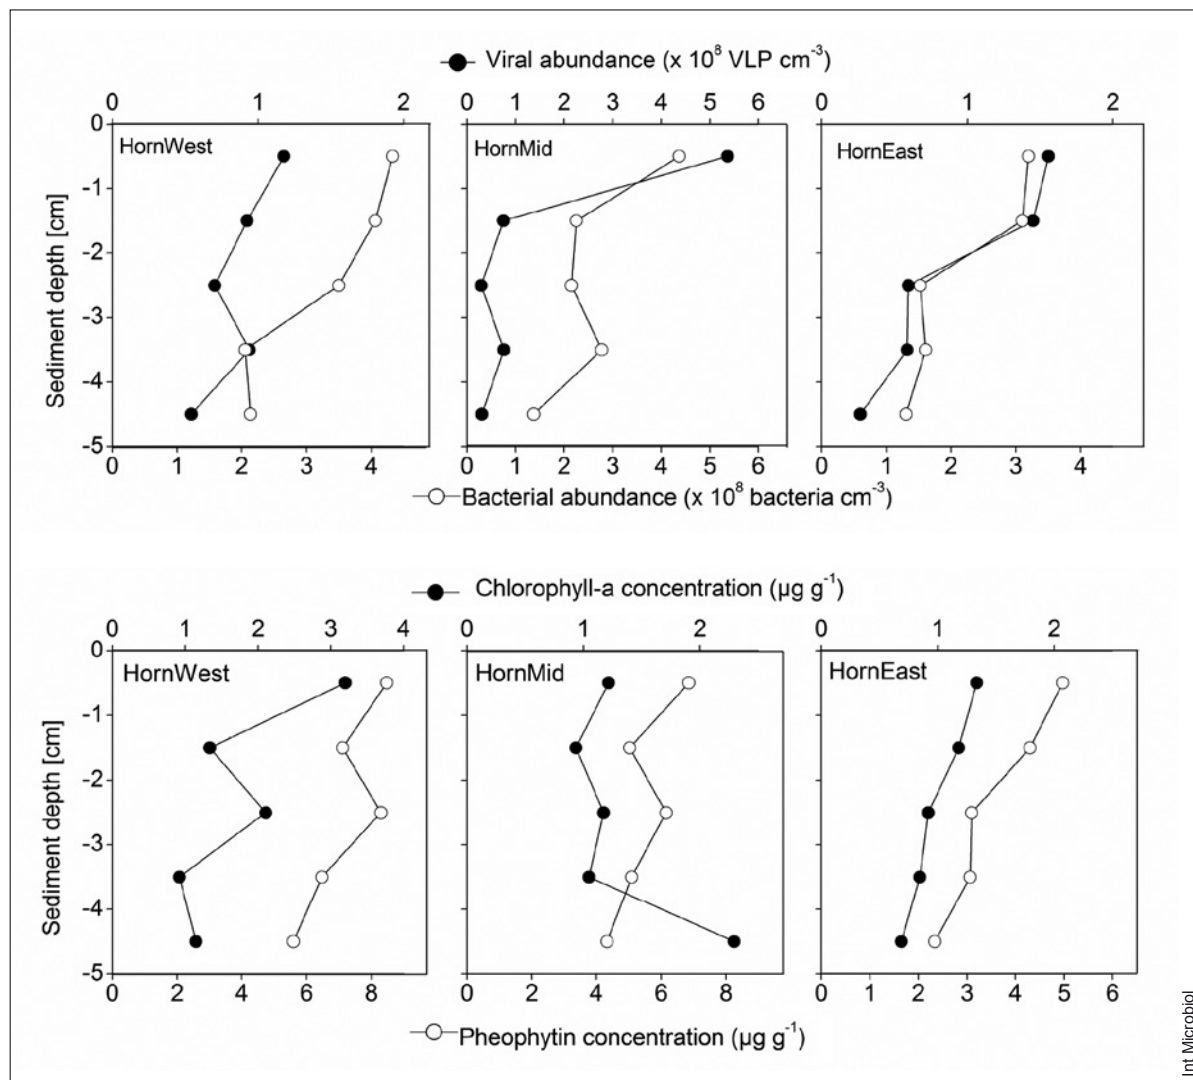 Viral abundance (x 10⁸ VLP cm⁻³)
0 1 2 0 1 2 3 4 5 6 0 1 2
HornWest HornMid HornEast
0
-1
-2
-3
-4
-5
Sediment depth [cm]
0 1 2 3 4 0 1 2 3 4 5 6 0 1 2 3 4
Bacterial abundance (x 10⁸ bacteria cm⁻³)
Chlorophyll-a concentration (µg g⁻¹)
0 1 2 3 4 0 1 2 0 1 2
HornWest HornMid HornEast
0
-1
-2
-3
-4
-5
Sediment depth [cm]
0 2 4 6 8 0 2 4 6 8 0 1 2 3 4 5 6
Pheophytin concentration (µg g⁻¹)
Int Microbiol